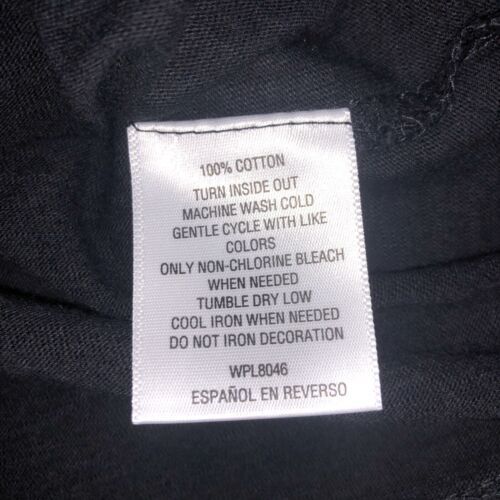 100% COTTON
TURN INSIDE OUT
MACHINE WASH COLD
GENTLE CYCLE WITH LIKE
COLORS
ONLY NON-CHLORINE BLEACH
WHEN NEEDED
TUMBLE DRY LOW
COOL IRON WHEN NEEDED
DO NOT IRON DECORATION
WPL8046
ESPAÑOL EN REVERSO